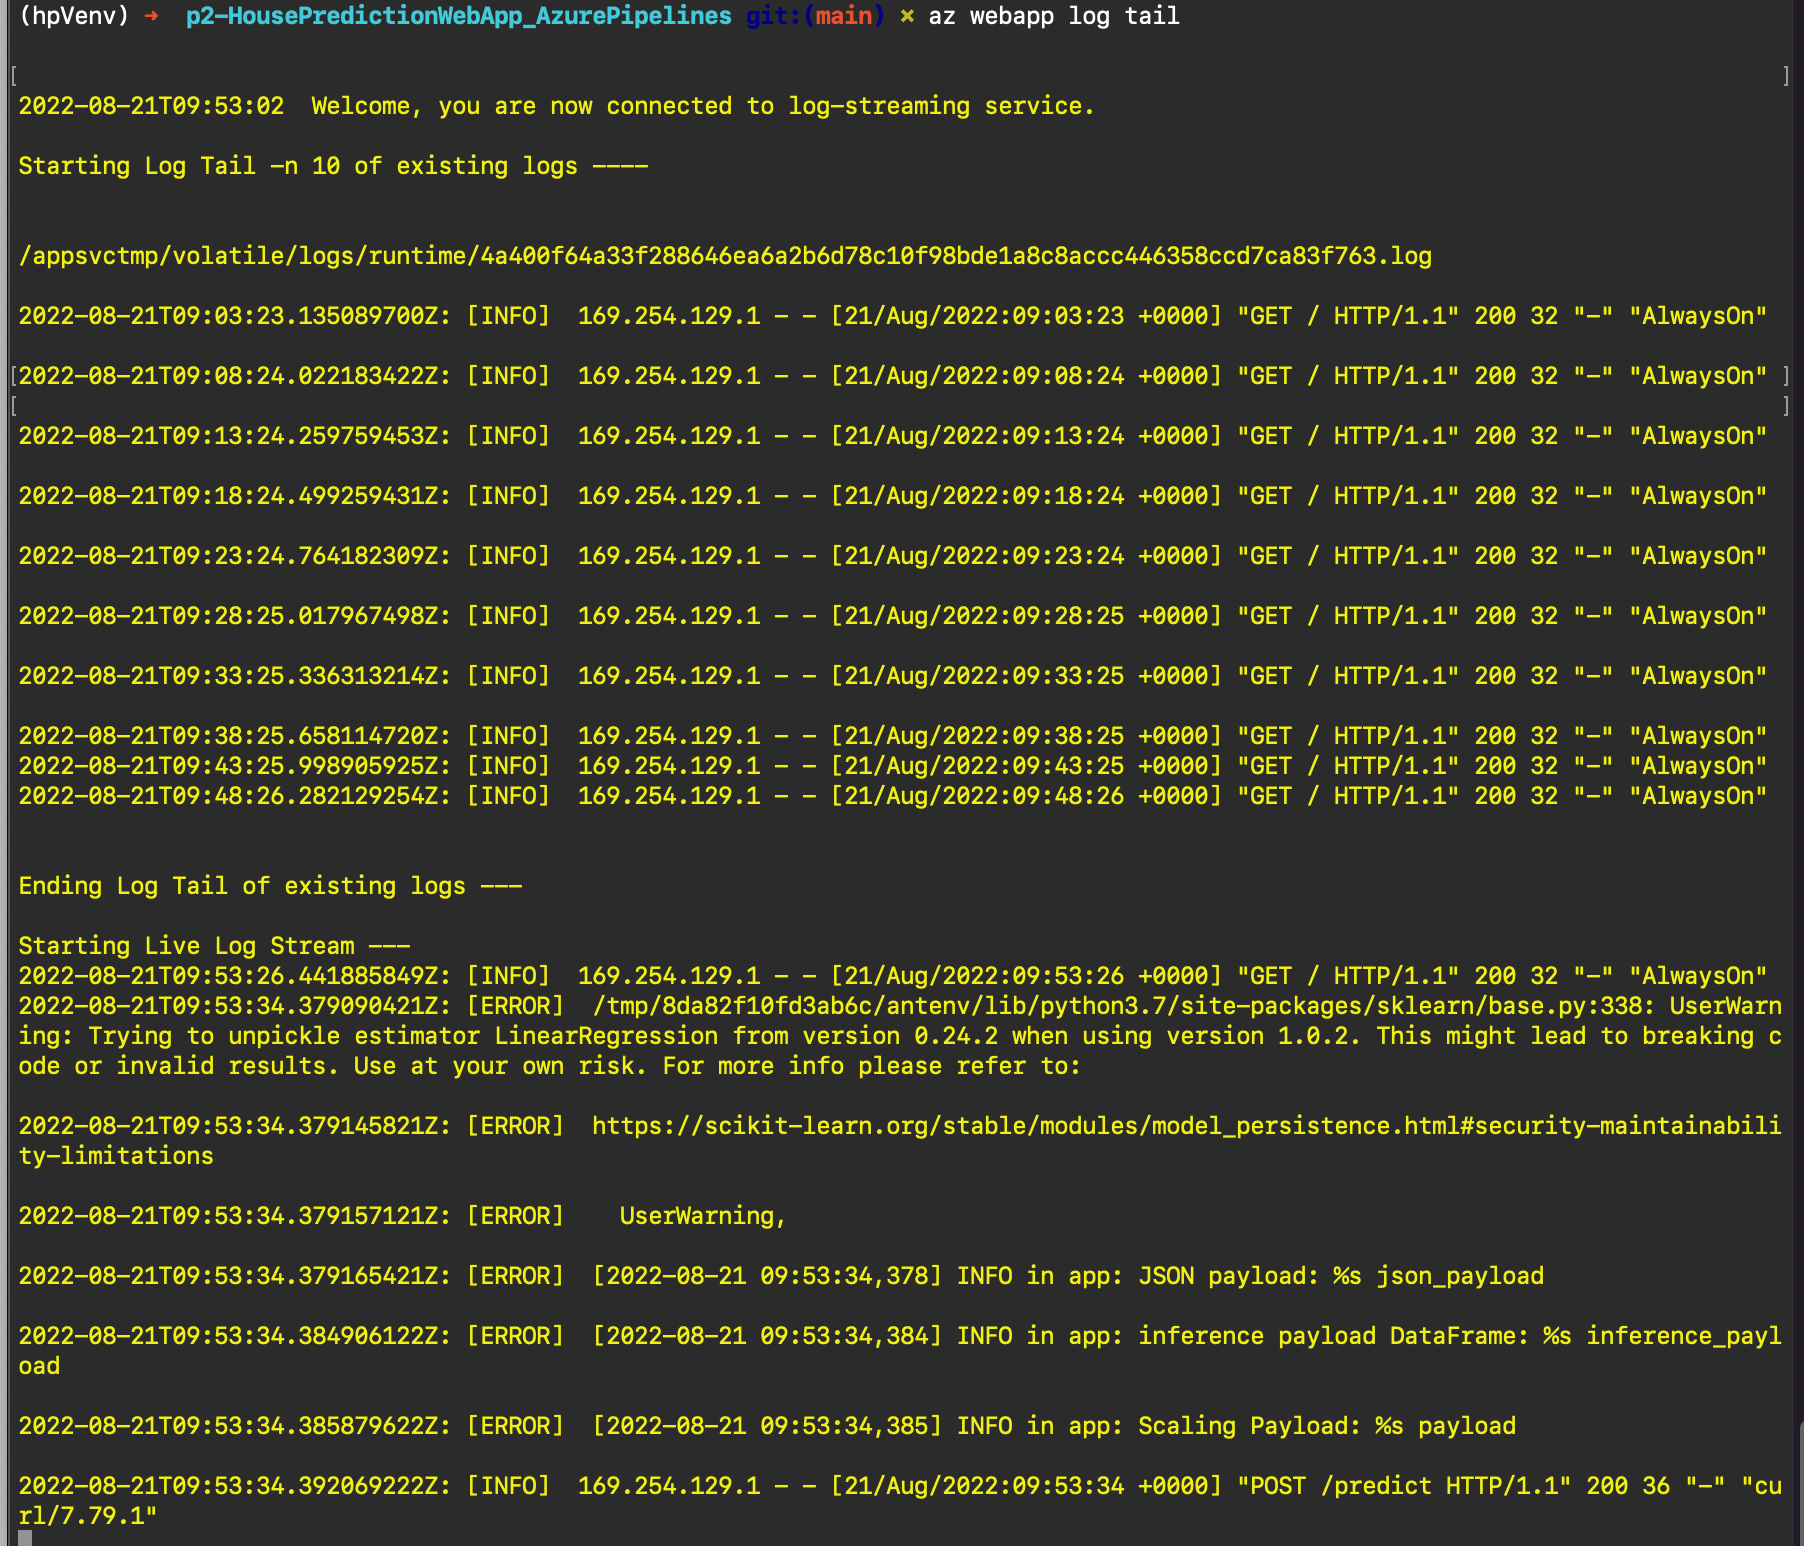 (hpVenv) ➜  p2-HousePredictionWebApp_AzurePipelines git:(main) ✗ az webapp log tail
[ ]
2022-08-21T09:53:02  Welcome, you are now connected to log-streaming service.
Starting Log Tail -n 10 of existing logs ----
/appsvctmp/volatile/logs/runtime/4a400f64a33f288646ea6a2b6d78c10f98bde1a8c8accc446358ccd7ca83f763.log
2022-08-21T09:03:23.135089700Z: [INFO]  169.254.129.1 - - [21/Aug/2022:09:03:23 +0000] "GET / HTTP/1.1" 200 32 "-" "AlwaysOn"
[2022-08-21T09:08:24.022183422Z: [INFO]  169.254.129.1 - - [21/Aug/2022:09:08:24 +0000] "GET / HTTP/1.1" 200 32 "-" "AlwaysOn" ]
[ ]
2022-08-21T09:13:24.259759453Z: [INFO]  169.254.129.1 - - [21/Aug/2022:09:13:24 +0000] "GET / HTTP/1.1" 200 32 "-" "AlwaysOn"
2022-08-21T09:18:24.499259431Z: [INFO]  169.254.129.1 - - [21/Aug/2022:09:18:24 +0000] "GET / HTTP/1.1" 200 32 "-" "AlwaysOn"
2022-08-21T09:23:24.764182309Z: [INFO]  169.254.129.1 - - [21/Aug/2022:09:23:24 +0000] "GET / HTTP/1.1" 200 32 "-" "AlwaysOn"
2022-08-21T09:28:25.017967498Z: [INFO]  169.254.129.1 - - [21/Aug/2022:09:28:25 +0000] "GET / HTTP/1.1" 200 32 "-" "AlwaysOn"
2022-08-21T09:33:25.336313214Z: [INFO]  169.254.129.1 - - [21/Aug/2022:09:33:25 +0000] "GET / HTTP/1.1" 200 32 "-" "AlwaysOn"
2022-08-21T09:38:25.658114720Z: [INFO]  169.254.129.1 - - [21/Aug/2022:09:38:25 +0000] "GET / HTTP/1.1" 200 32 "-" "AlwaysOn"
2022-08-21T09:43:25.998905925Z: [INFO]  169.254.129.1 - - [21/Aug/2022:09:43:25 +0000] "GET / HTTP/1.1" 200 32 "-" "AlwaysOn"
2022-08-21T09:48:26.282129254Z: [INFO]  169.254.129.1 - - [21/Aug/2022:09:48:26 +0000] "GET / HTTP/1.1" 200 32 "-" "AlwaysOn"
Ending Log Tail of existing logs ---
Starting Live Log Stream ---
2022-08-21T09:53:26.441885849Z: [INFO]  169.254.129.1 - - [21/Aug/2022:09:53:26 +0000] "GET / HTTP/1.1" 200 32 "-" "AlwaysOn"
2022-08-21T09:53:34.379090421Z: [ERROR]  /tmp/8da82f10fd3ab6c/antenv/lib/python3.7/site-packages/sklearn/base.py:338: UserWarn
ing: Trying to unpickle estimator LinearRegression from version 0.24.2 when using version 1.0.2. This might lead to breaking c
ode or invalid results. Use at your own risk. For more info please refer to:
2022-08-21T09:53:34.379145821Z: [ERROR]  https://scikit-learn.org/stable/modules/model_persistence.html#security-maintainabili
ty-limitations
2022-08-21T09:53:34.379157121Z: [ERROR]    UserWarning,
2022-08-21T09:53:34.379165421Z: [ERROR]  [2022-08-21 09:53:34,378] INFO in app: JSON payload: %s json_payload
2022-08-21T09:53:34.384906122Z: [ERROR]  [2022-08-21 09:53:34,384] INFO in app: inference payload DataFrame: %s inference_payl
oad
2022-08-21T09:53:34.385879622Z: [ERROR]  [2022-08-21 09:53:34,385] INFO in app: Scaling Payload: %s payload
2022-08-21T09:53:34.392069222Z: [INFO]  169.254.129.1 - - [21/Aug/2022:09:53:34 +0000] "POST /predict HTTP/1.1" 200 36 "-" "cu
rl/7.79.1"